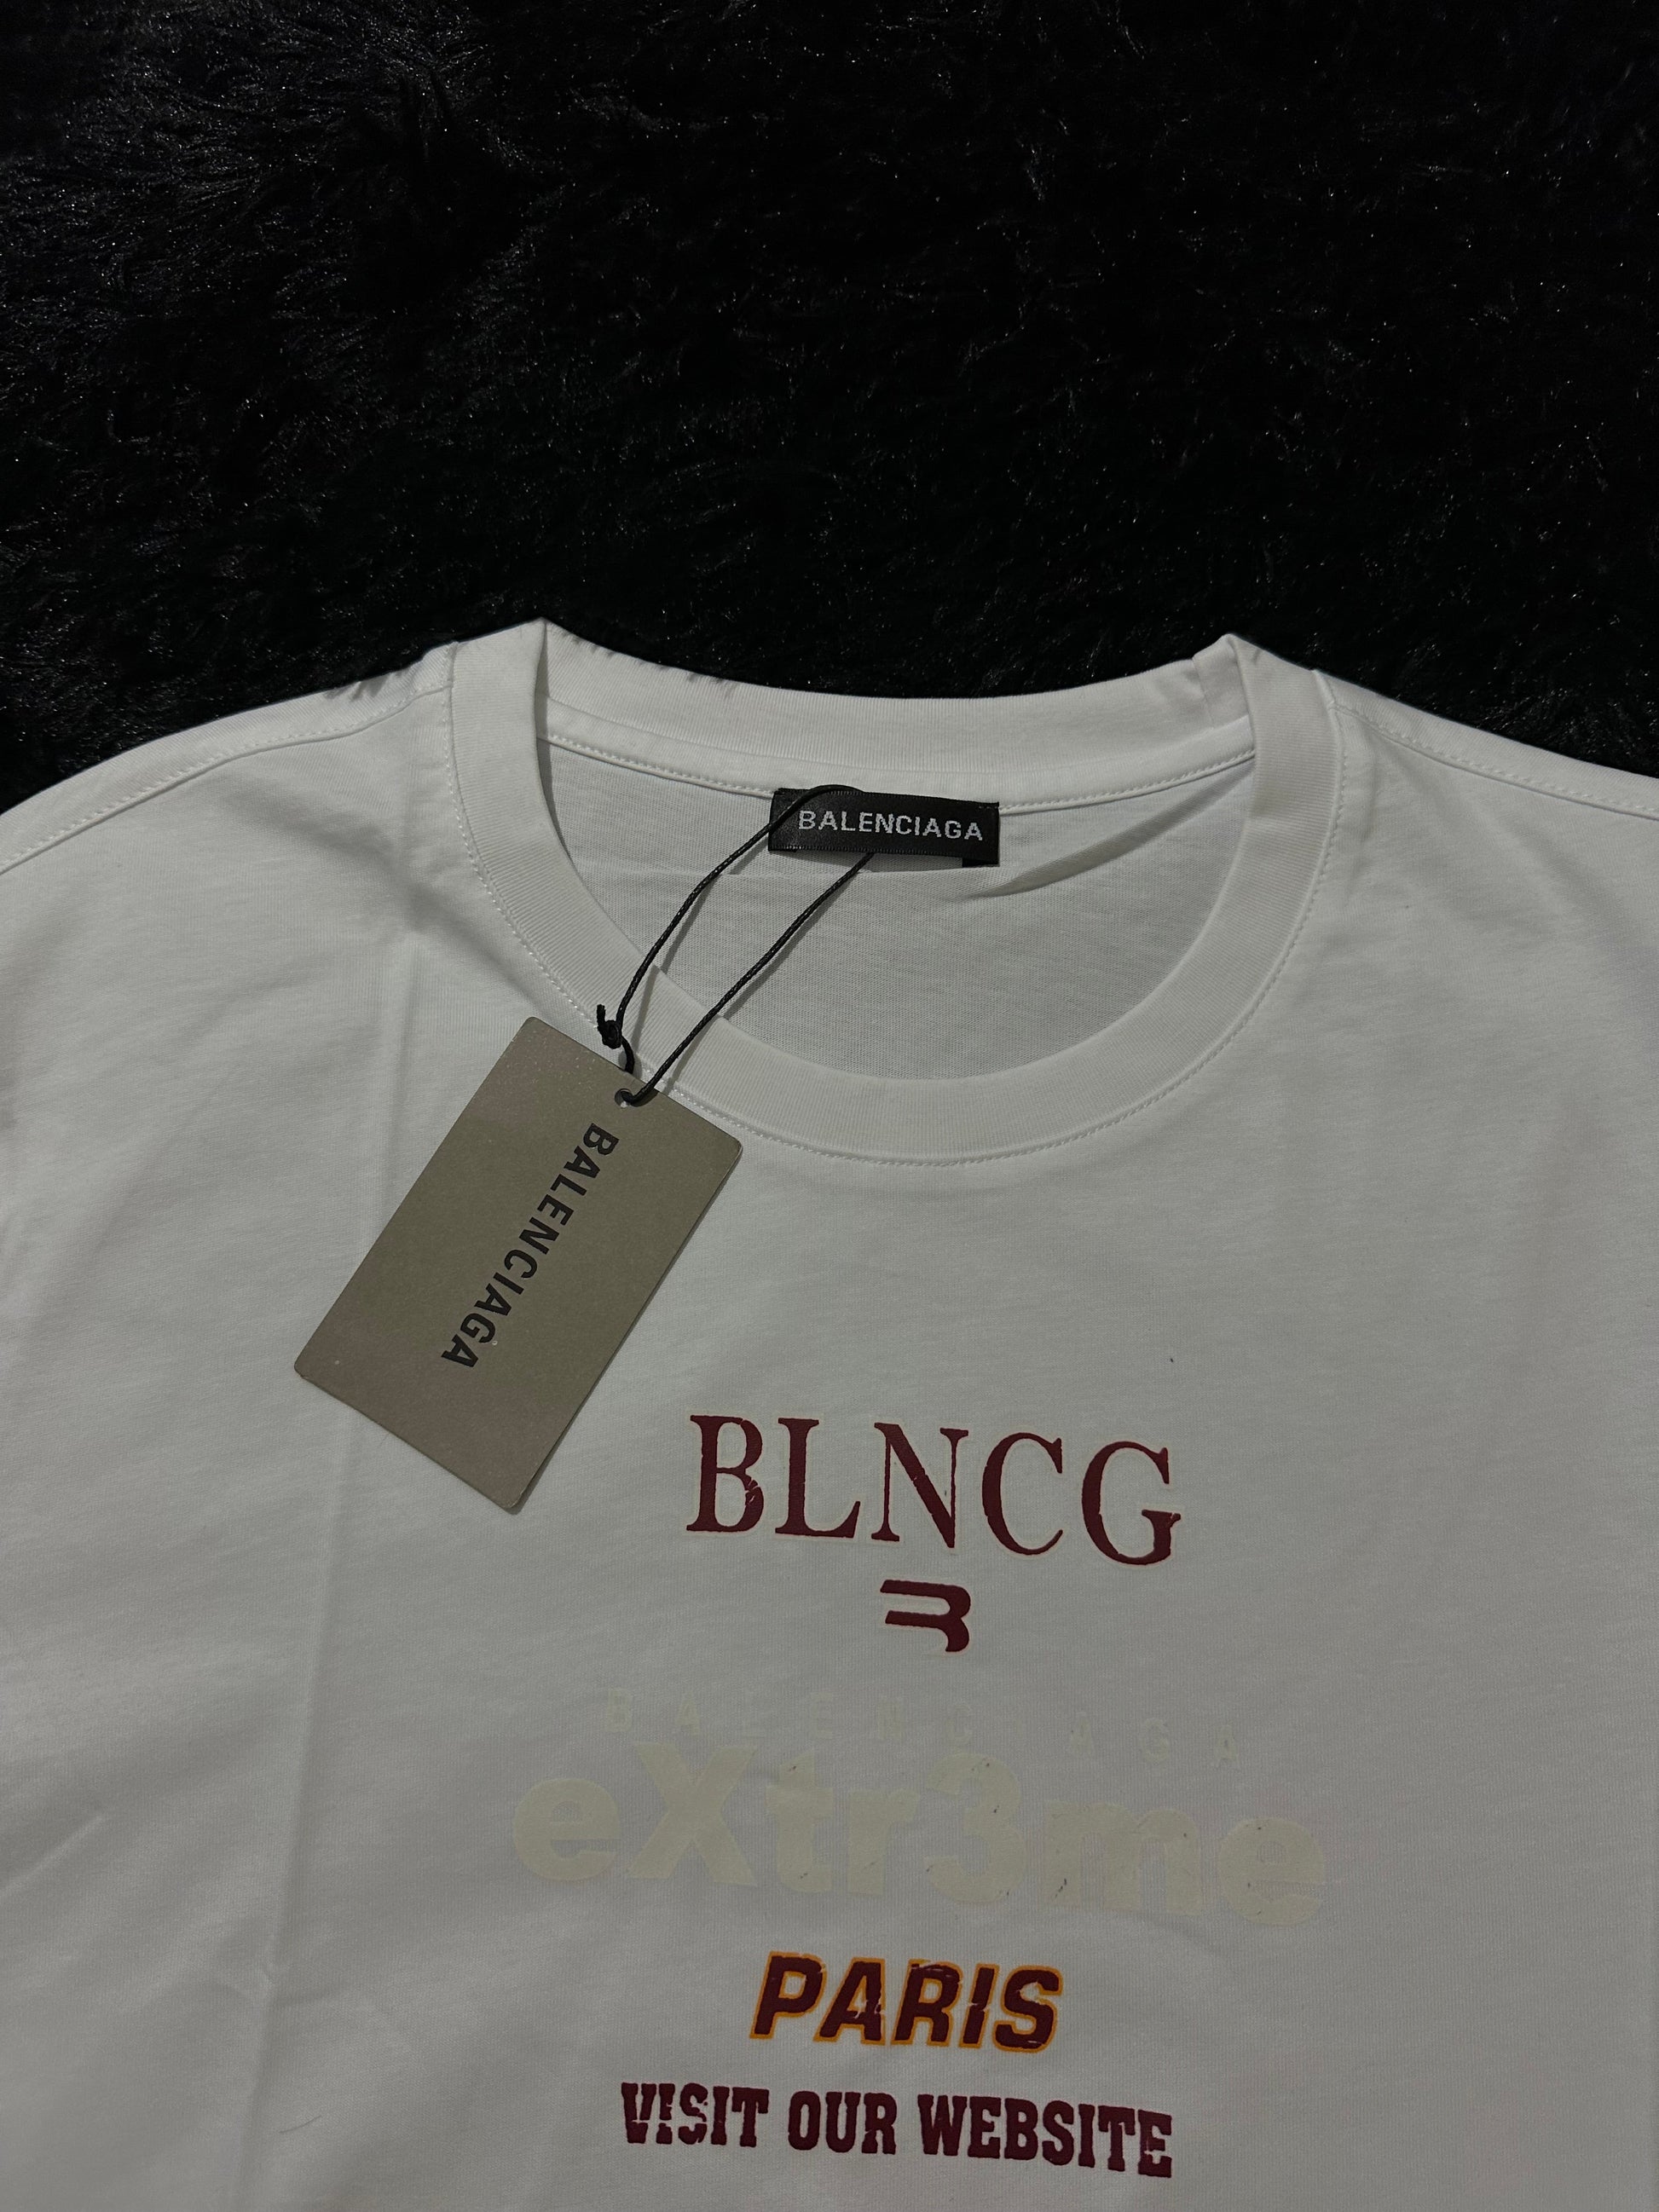 BALENCIAGA
BALENCIAGA
BLNCG
BALENCIAGA
eXtr3me
PARIS
VISIT OUR WEBSITE